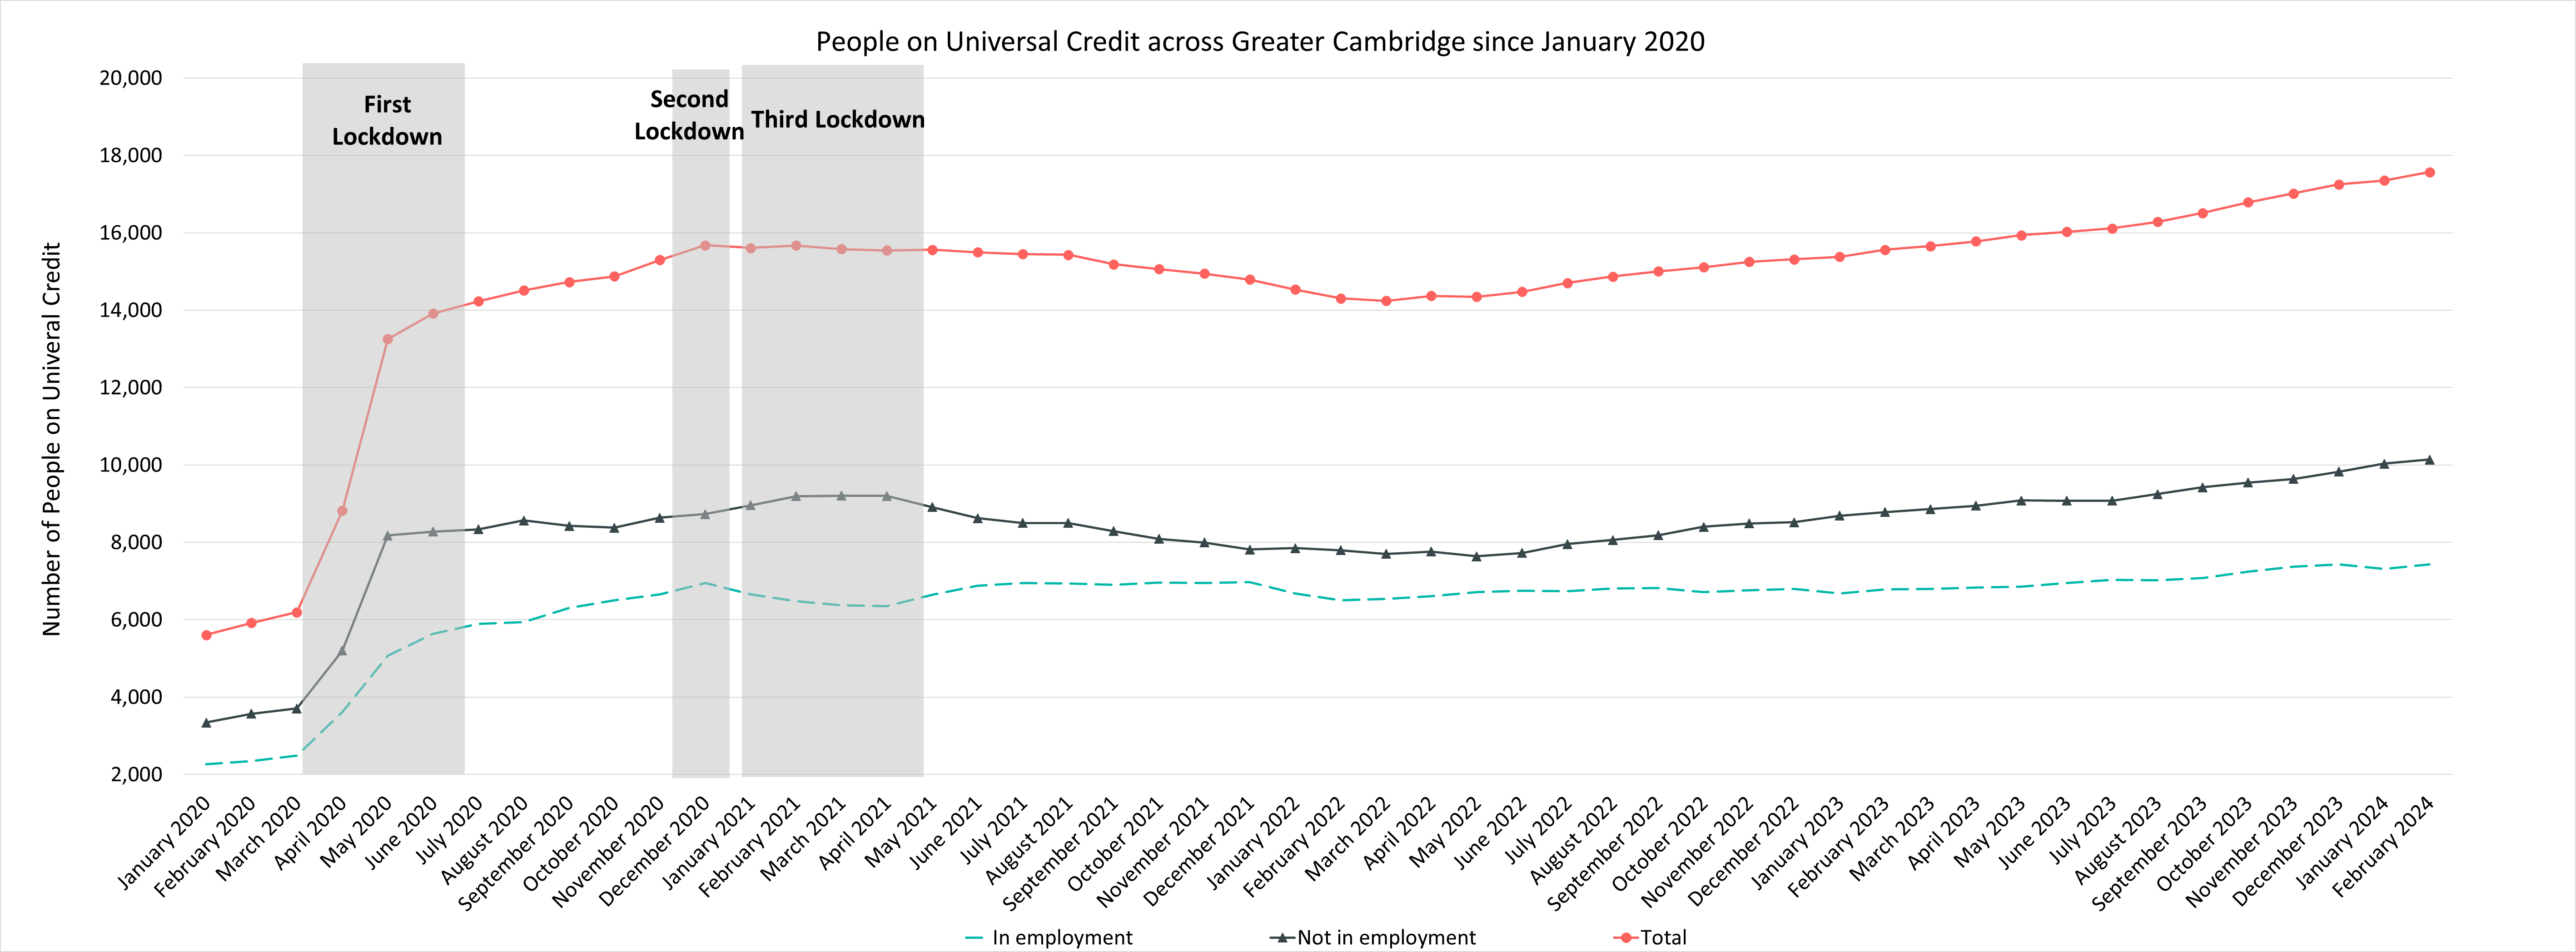 People on Universal Credit across Greater Cambridge since January 2020
Number of People on Univeral Credit
20,000
18,000
16,000
14,000
12,000
10,000
8,000
6,000
4,000
2,000
First
Lockdown
Second
Lockdown
Third Lockdown
January 2020
February 2020
March 2020
April 2020
May 2020
June 2020
July 2020
August 2020
September 2020
October 2020
November 2020
December 2020
January 2021
February 2021
March 2021
April 2021
May 2021
June 2021
July 2021
August 2021
September 2021
October 2021
November 2021
December 2021
January 2022
February 2022
March 2022
April 2022
May 2022
June 2022
July 2022
August 2022
September 2022
October 2022
November 2022
December 2022
January 2023
February 2023
March 2023
April 2023
May 2023
June 2023
July 2023
August 2023
September 2023
October 2023
November 2023
December 2023
January 2024
February 2024
In employment
Not in employment
Total